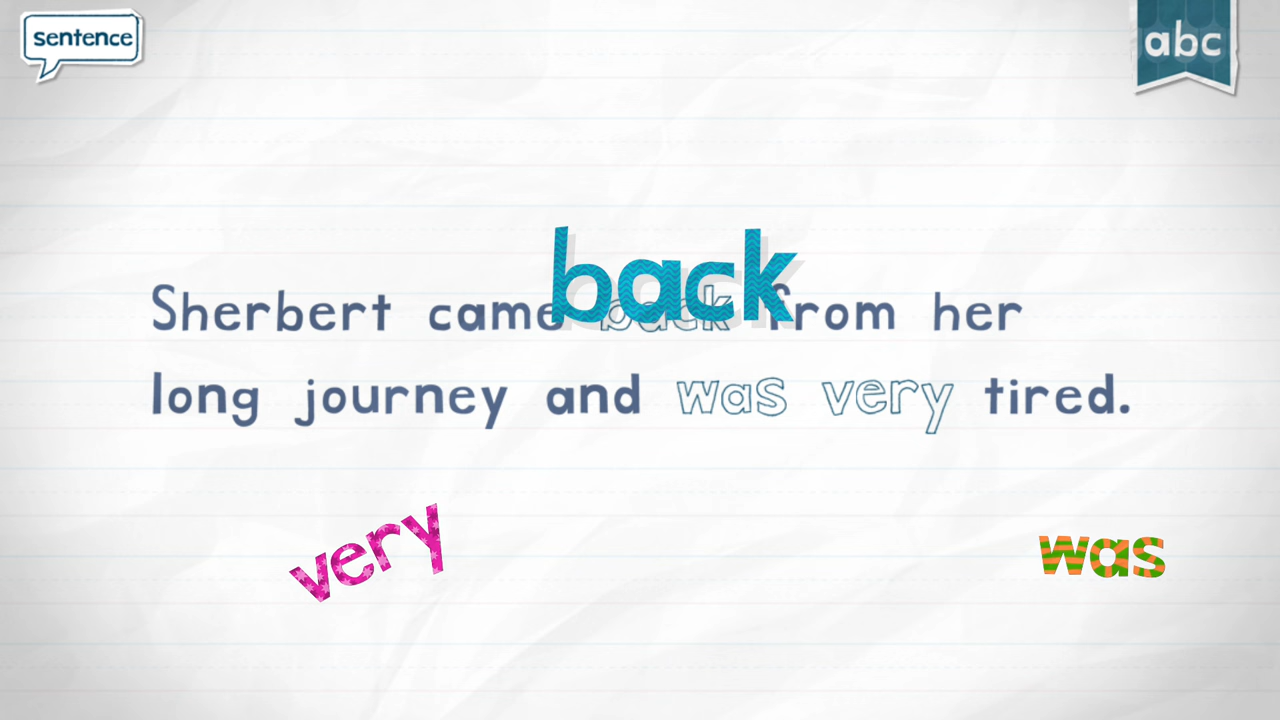 sentence
abc
back
Sherbert came back from her
long journey and was very tired.
very
was